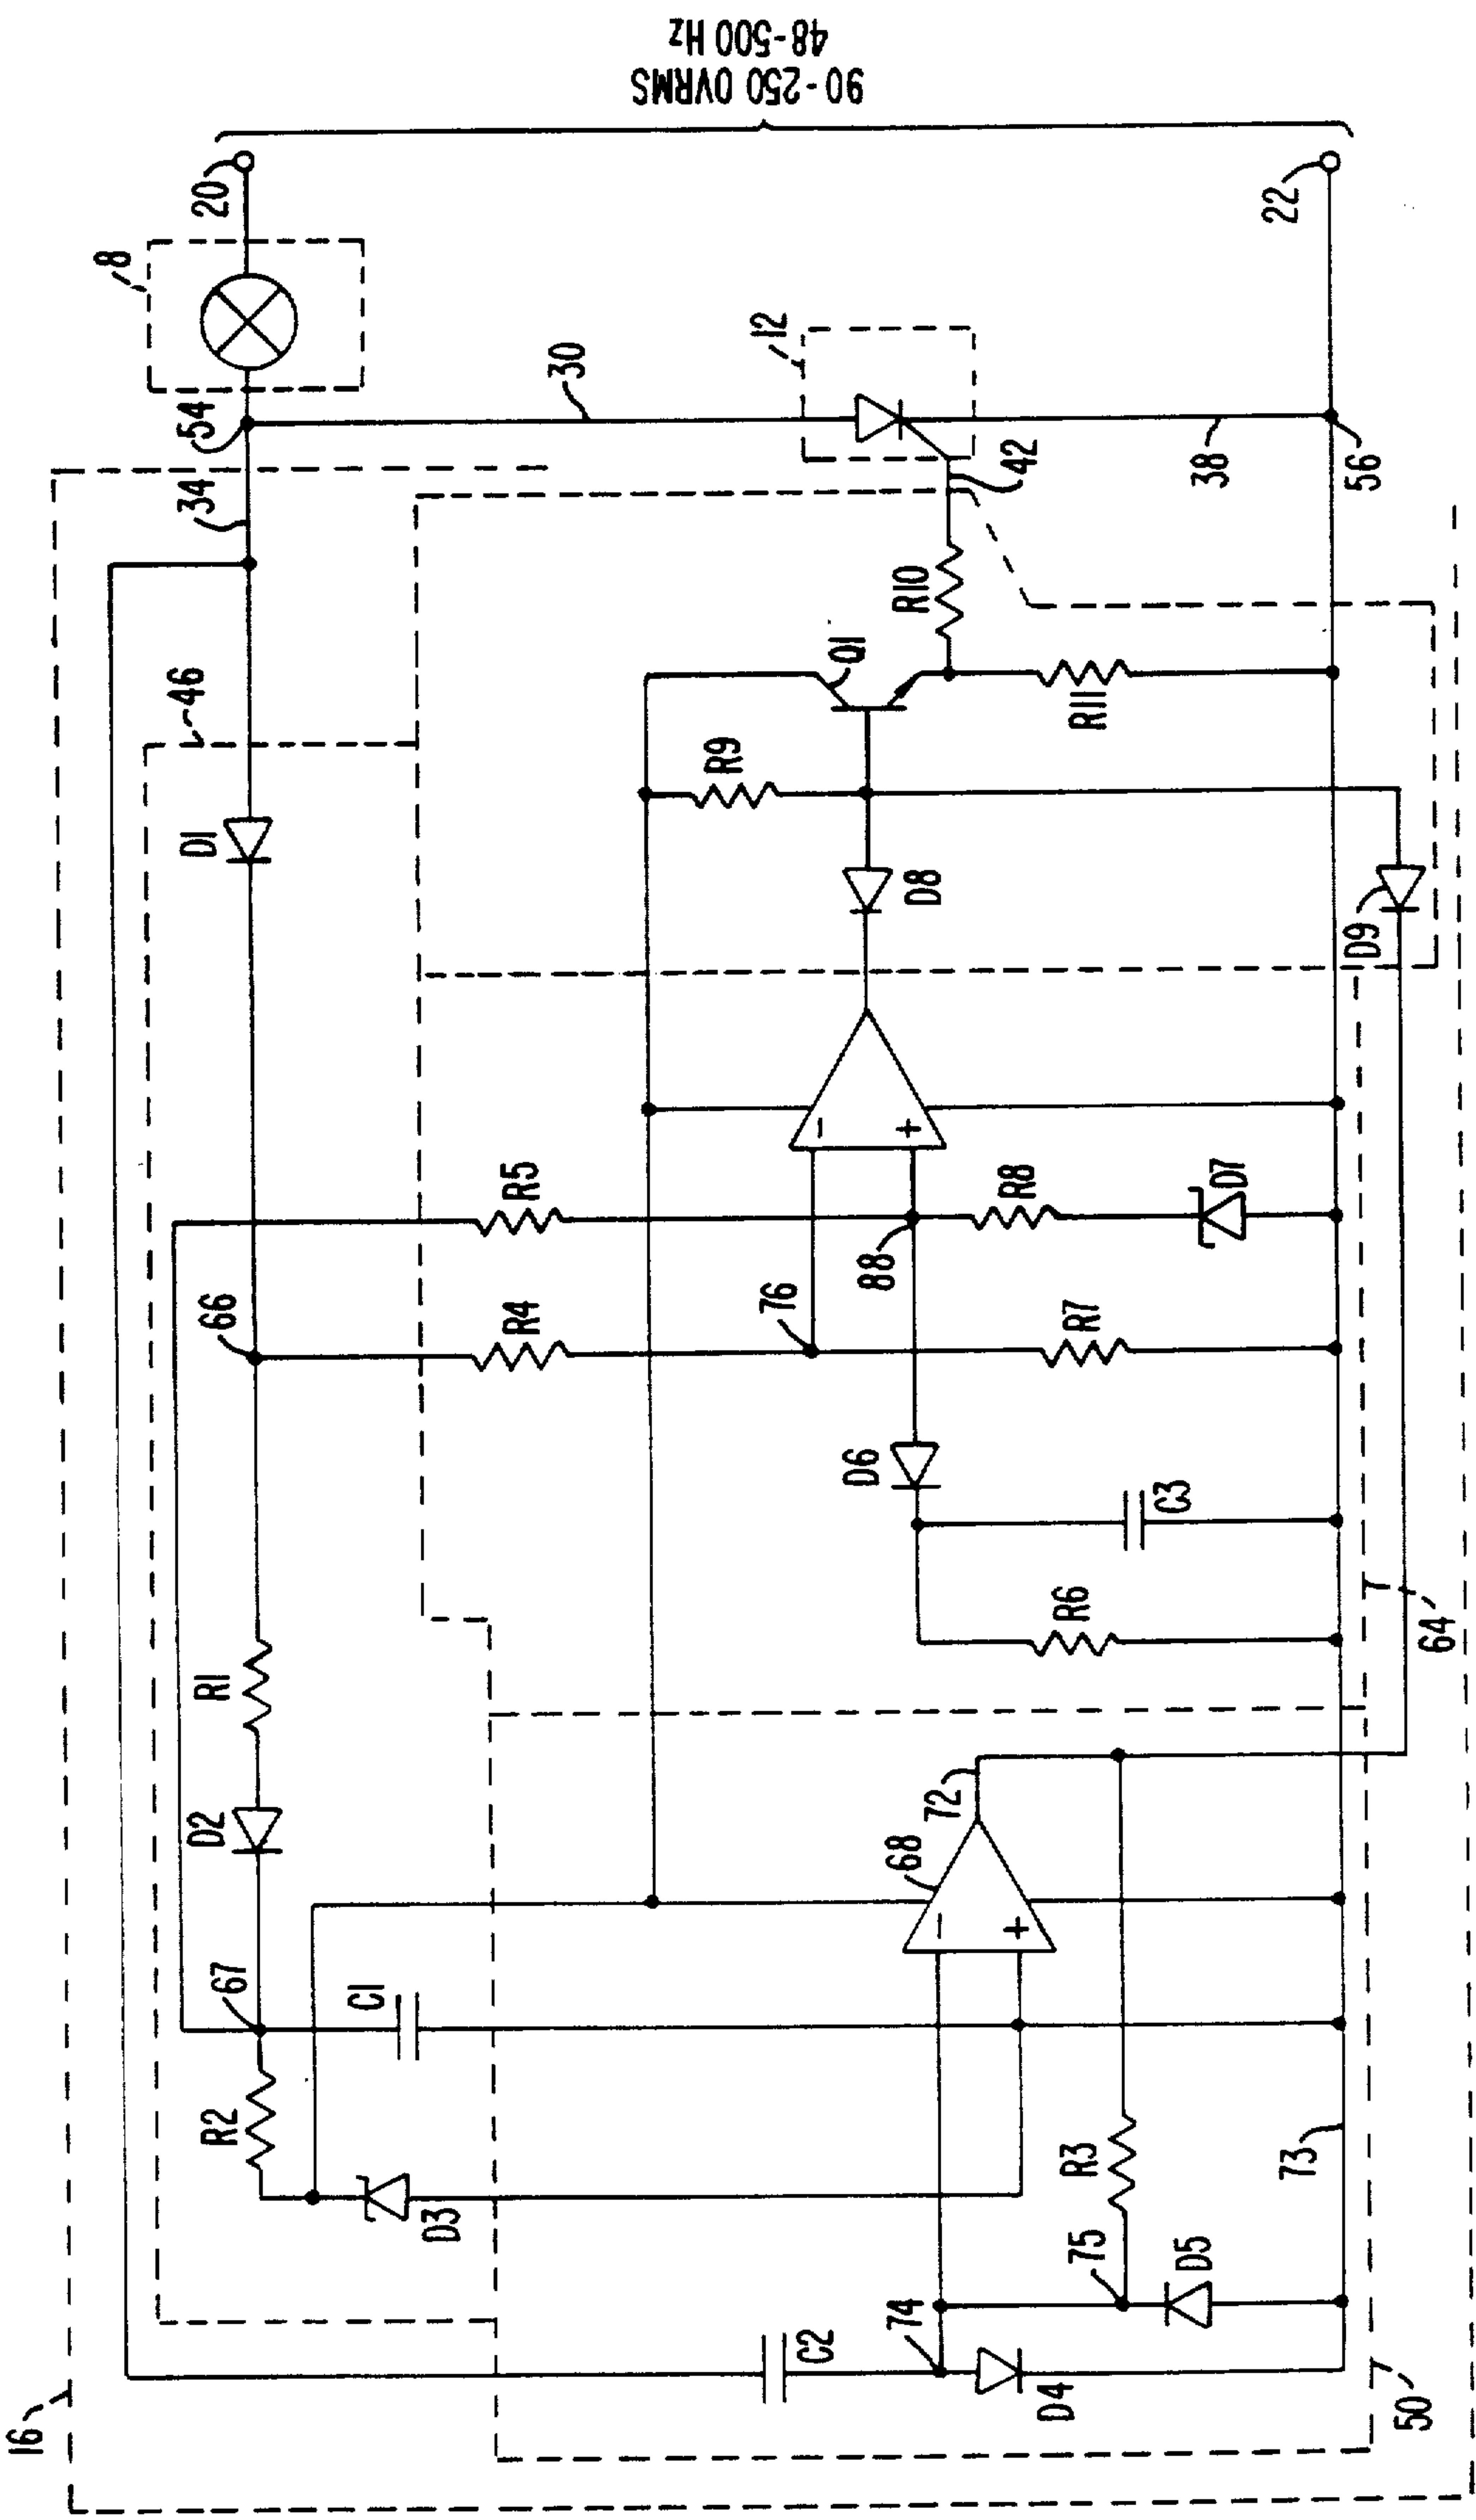 90-250 OVRMS
48-500 Hz
20
8
54
34
46
16
30
12
42
38
56
22
D1
R10
Q1
R11
R9
D8
D9
66
R5
R4
76
88
R8
D7
R7
D6
C3
R6
64
R1
D2
72
68
67
C1
R2
D3
R3
73
75
74
D5
C2
D4
50
-
+
-
+